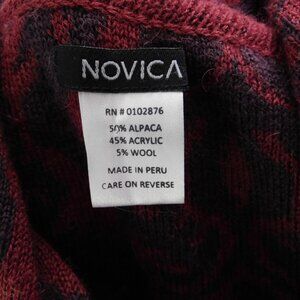 NOVICA
RN # 0102876
50% ALPACA
45% ACRYLIC
5% WOOL
MADE IN PERU
CARE ON REVERSE